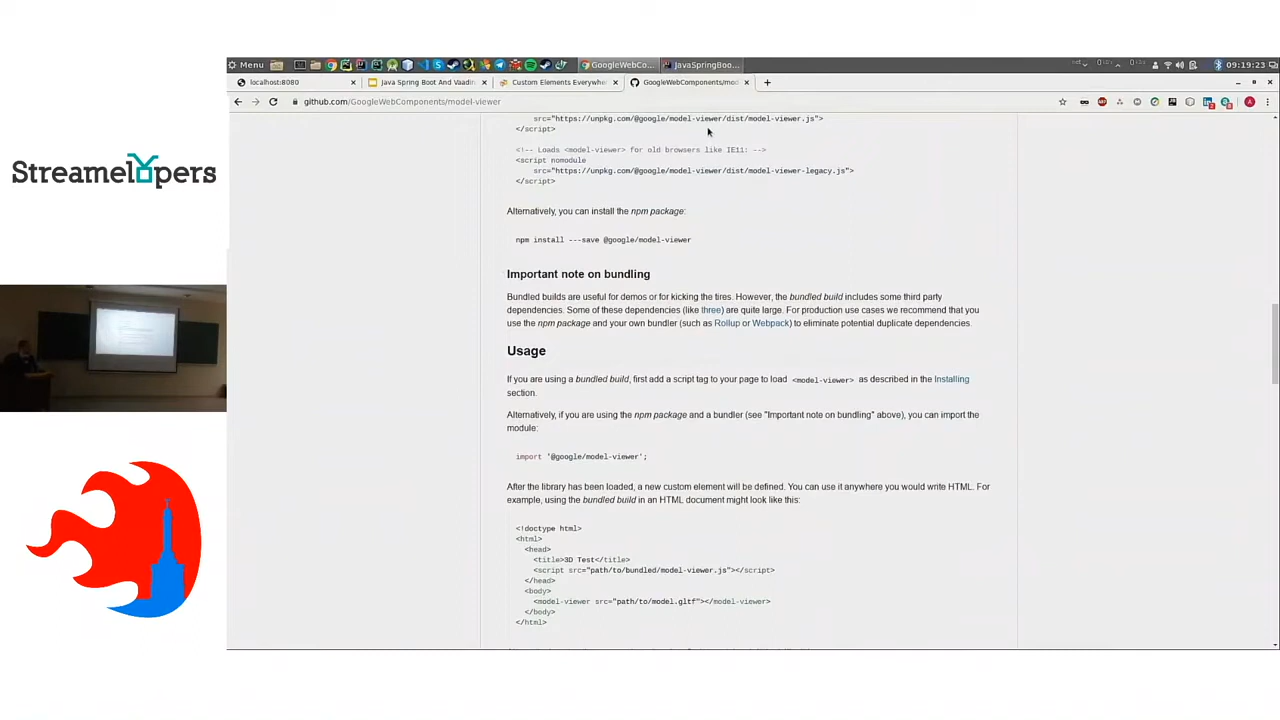 Menu
GoogleWebCo...
JavaSpringBoo...
09:19:23
localhost:8080
Java Spring Boot And Vaadin
Custom Elements Everywhe
GoogleWebComponents/mod
github.com/GoogleWebComponents/model-viewer
Streamelopers
src="https://unpkg.com/@google/model-viewer/dist/model-viewer.js">
</script>
<!-- Loads <model-viewer> for old browsers like IE11: -->
<script nomodule
src="https://unpkg.com/@google/model-viewer/dist/model-viewer-legacy.js">
</script>
Alternatively, you can install the npm package:
npm install ---save @google/model-viewer
Important note on bundling
Bundled builds are useful for demos or for kicking the tires. However, the bundled build includes some third party
dependencies. Some of these dependencies (like three) are quite large. For production use cases we recommend that you
use the npm package and your own bundler (such as Rollup or Webpack) to eliminate potential duplicate dependencies.
Usage
If you are using a bundled build, first add a script tag to your page to load <model-viewer> as described in the Installing
section.
Alternatively, if you are using the npm package and a bundler (see "Important note on bundling" above), you can import the
module:
import '@google/model-viewer';
After the library has been loaded, a new custom element will be defined. You can use it anywhere you would write HTML. For
example, using the bundled build in an HTML document might look like this:
<!doctype html>
<html>
<head>
<title>3D Test</title>
<script src="path/to/bundled/model-viewer.js"></script>
</head>
<body>
<model-viewer src="path/to/model.gltf"></model-viewer>
</body>
</html>